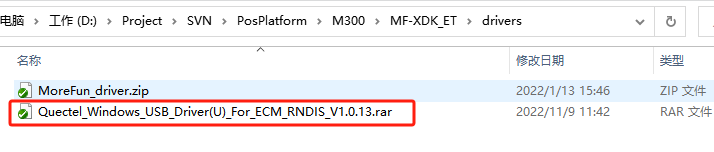 电脑 > 工作 (D:) > Project > SVN > PosPlatform > M300 > MF-XDK_ET > drivers
名称 修改日期 类型
MoreFun_driver.zip 2022/1/13 15:46 ZIP 文件
Quectel_Windows_USB_Driver(U)_For_ECM_RNDIS_V1.0.13.rar 2022/11/9 11:42 RAR 文件